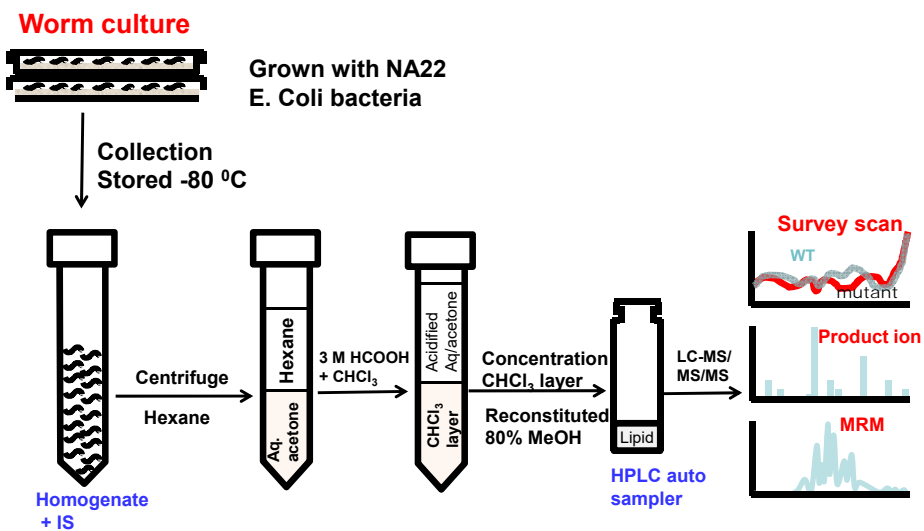 Worm culture
Grown with NA22
E. Coli bacteria
Collection
Stored -80 ⁰C
Homogenate
+ IS
Centrifuge
Hexane
Hexane
Aq.
acetone
3 M HCOOH
+ CHCl₃
Acidified
Aq/acetone
CHCl₃
layer
Concentration
CHCl₃ layer
Reconstituted
80% MeOH
Lipid
HPLC auto
sampler
LC-MS/
MS/MS
Survey scan
WT
mutant
Product ion
MRM